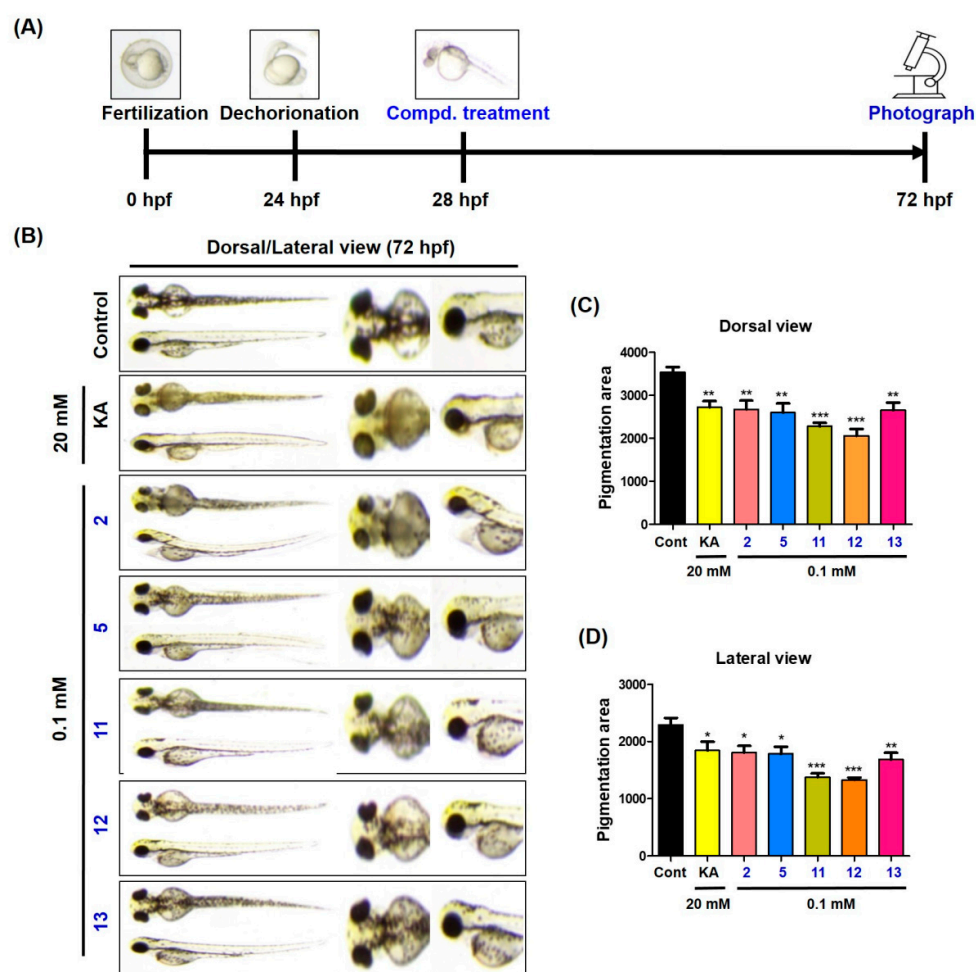 (A)
Fertilization Dechorionation Compd. treatment Photograph
0 hpf 24 hpf 28 hpf 72 hpf
(B)
Dorsal/Lateral view (72 hpf)
Control
20 mM KA
0.1 mM
2
5
11
12
13
(C)
Dorsal view
Pigmentation area
4000
3000
2000
1000
0
** ** ** *** *** **
Cont KA 2 5 11 12 13
20 mM 0.1 mM
(D)
Lateral view
Pigmentation area
3000
2000
1000
0
* * * *** *** **
Cont KA 2 5 11 12 13
20 mM 0.1 mM